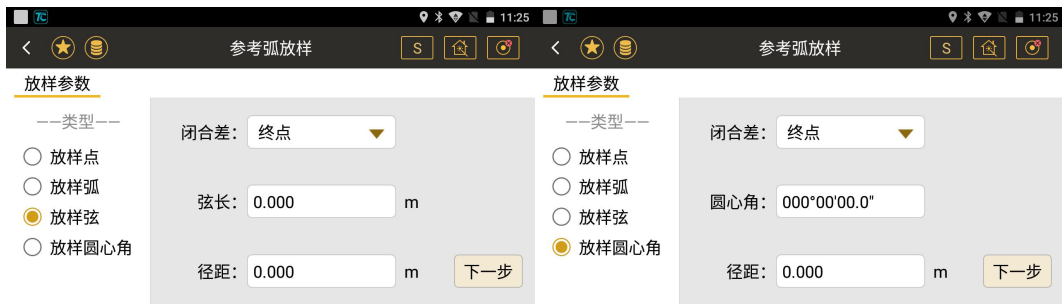 TC 11:25
参考弧放样 S
放样参数
——类型——
放样点
放样弧
放样弦
放样圆心角
闭合差： 终点
弦长： 0.000 m
径距： 0.000 m 下一步
TC 11:25
参考弧放样 S
放样参数
——类型——
放样点
放样弧
放样弦
放样圆心角
闭合差： 终点
圆心角： 000°00'00.0"
径距： 0.000 m 下一步